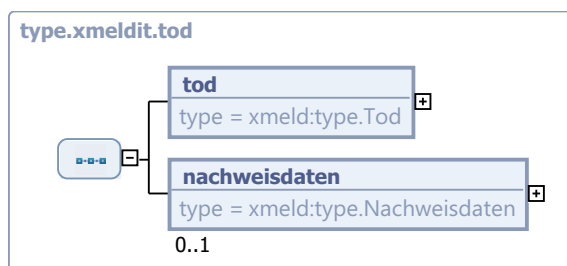 type.xmeldit.tod
tod
type = xmeld:type.Tod
nachweisdaten
type = xmeld:type.Nachweisdaten
0..1